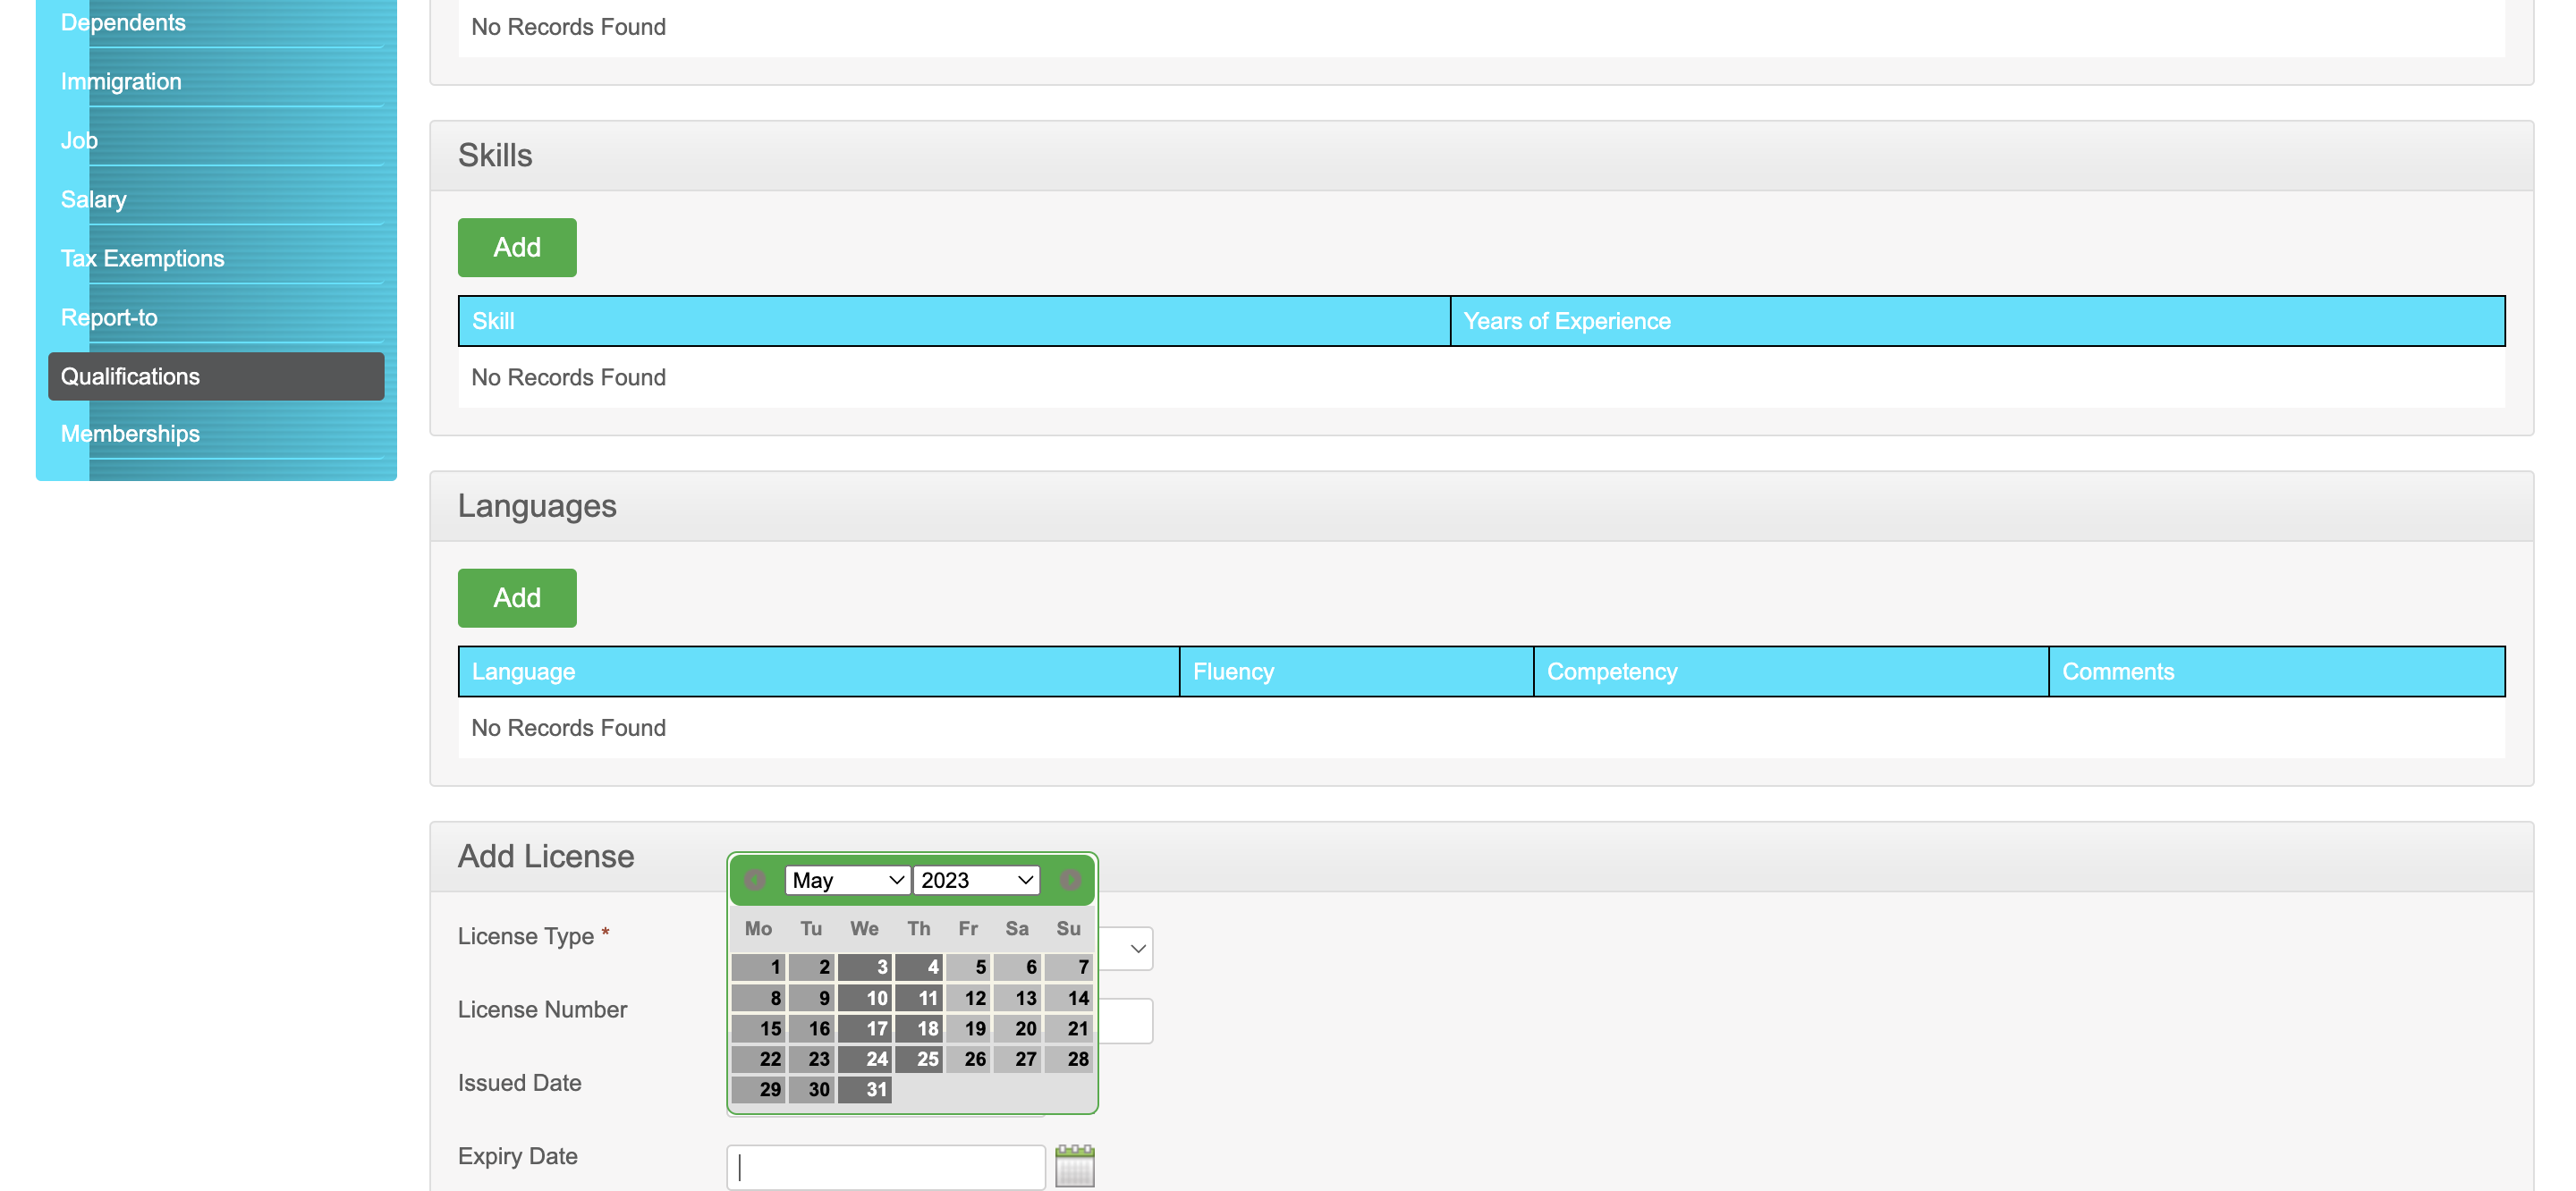 Dependents
Immigration
Job
Salary
Tax Exemptions
Report-to
Qualifications
Memberships
No Records Found
Skills
Add
Skill Years of Experience
No Records Found
Languages
Add
Language Fluency Competency Comments
No Records Found
Add License
License Type *
License Number
Issued Date
Expiry Date
May 2023
Mo Tu We Th Fr Sa Su
1 2 3 4 5 6 7
8 9 10 11 12 13 14
15 16 17 18 19 20 21
22 23 24 25 26 27 28
29 30 31